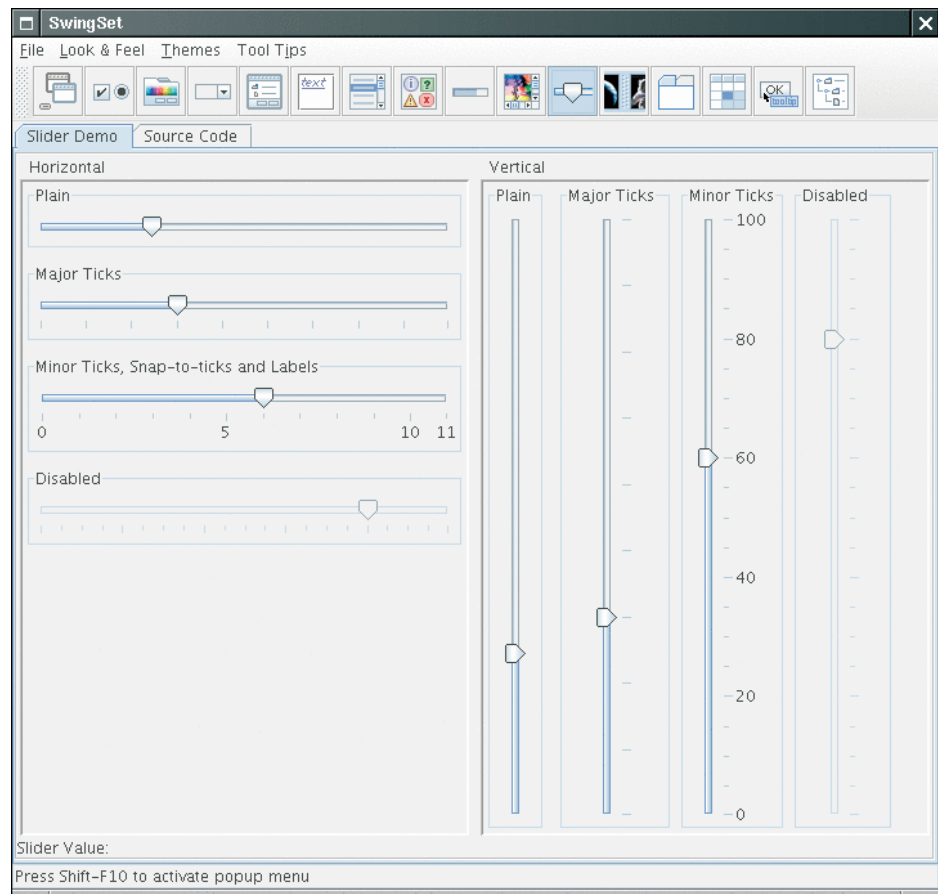 SwingSet
File Look & Feel Themes Tool Tips
text
OK
tooltip
Slider Demo Source Code
Horizontal
Plain
Major Ticks
Minor Ticks, Snap-to-ticks and Labels
0 5 10 11
Disabled
Vertical
Plain Major Ticks Minor Ticks Disabled
100
80
60
40
20
0
Slider Value:
Press Shift-F10 to activate popup menu